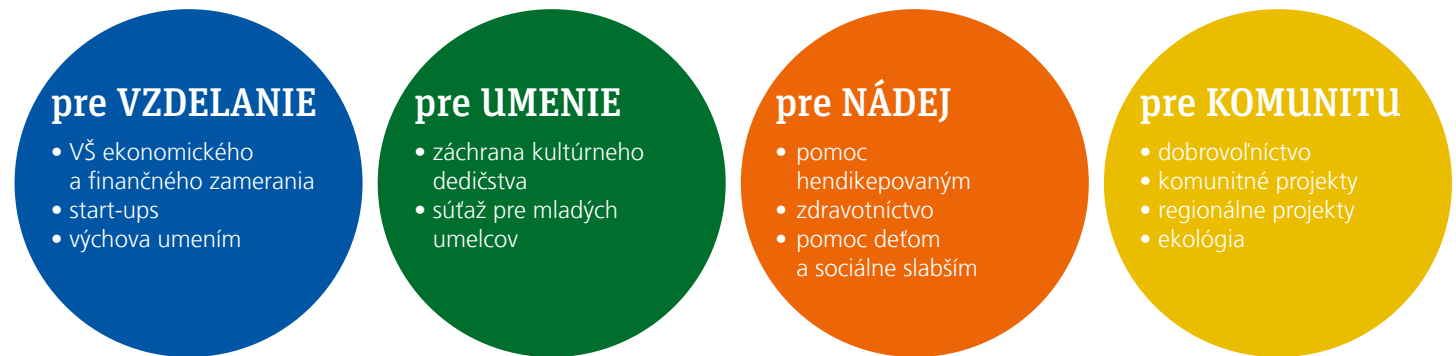 pre VZDELANIE
• VŠ ekonomického
a finančného zamerania
• start-ups
• výchova umením
pre UMENIE
• záchrana kultúrneho
dedičstva
• súťaž pre mladých
umelcov
pre NÁDEJ
• pomoc
hendikepovaným
• zdravotníctvo
• pomoc deťom
a sociálne slabším
pre KOMUNITU
• dobrovoľníctvo
• komunitné projekty
• regionálne projekty
• ekológia